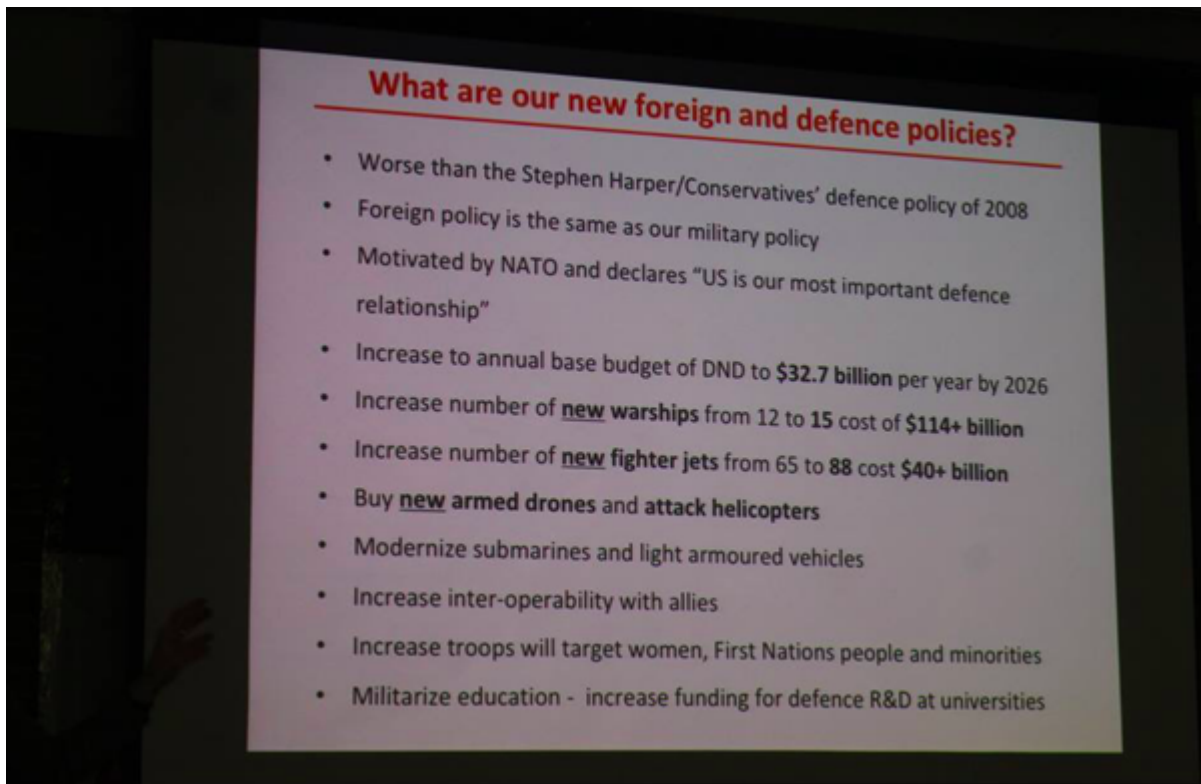 What are our new foreign and defence policies?
• Worse than the Stephen Harper/Conservatives' defence policy of 2008
• Foreign policy is the same as our military policy
• Motivated by NATO and declares "US is our most important defence
relationship"
• Increase to annual base budget of DND to $32.7 billion per year by 2026
• Increase number of new warships from 12 to 15 cost of $114+ billion
• Increase number of new fighter jets from 65 to 88 cost $40+ billion
• Buy new armed drones and attack helicopters
• Modernize submarines and light armoured vehicles
• Increase inter-operability with allies
• Increase troops will target women, First Nations people and minorities
• Militarize education - increase funding for defence R&D at universities